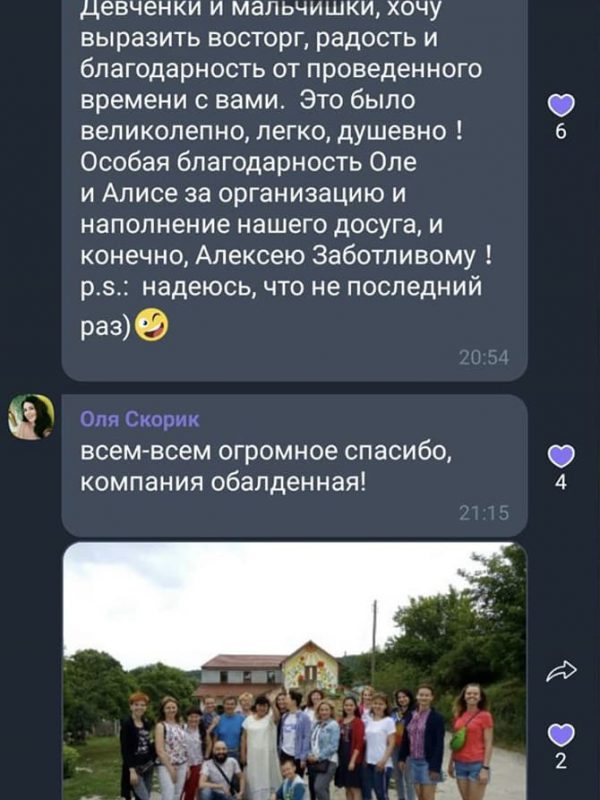 Девчёнки и мальчишки, хочу
выразить восторг, радость и
благодарность от проведенного
времени с вами. Это было
великолепно, легко, душевно !
Особая благодарность Оле
и Алисе за организацию и
наполнение нашего досуга, и
конечно, Алексею Заботливому !
p.s.: надеюсь, что не последний
раз)🤪
20:54
6
Оля Скорик
всем-всем огромное спасибо,
компания обалденная!
21:15
4
2